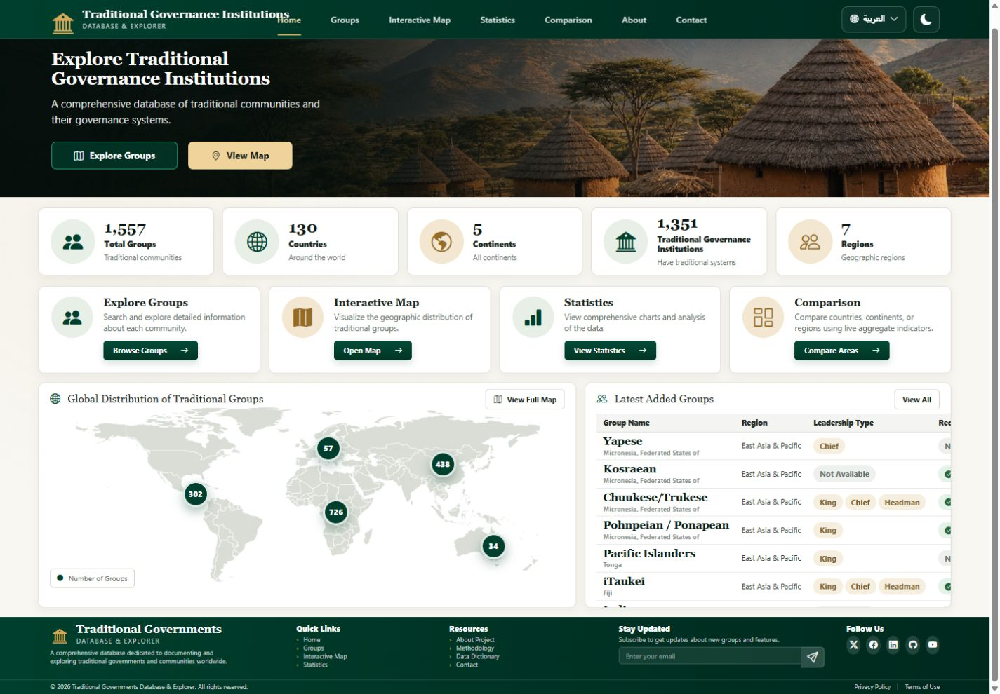 Traditional Governance Institutions
DATABASE & EXPLORER
Home
Groups
Interactive Map
Statistics
Comparison
About
Contact
العربية
Explore Traditional
Governance Institutions
A comprehensive database of traditional communities and
their governance systems.
Explore Groups
View Map
1,557
Total Groups
Traditional communities
130
Countries
Around the world
5
Continents
All continents
1,351
Traditional Governance
Institutions
Have traditional systems
7
Regions
Geographic regions
Explore Groups
Search and explore detailed information
about each community.
Browse Groups
Interactive Map
Visualize the geographic distribution of
traditional groups.
Open Map
Statistics
View comprehensive charts and analysis
of the data.
View Statistics
Comparison
Compare countries, continents, or
regions using live aggregate indicators.
Compare Areas
Global Distribution of Traditional Groups
View Full Map
57
438
302
726
34
Number of Groups
Latest Added Groups
View All
Group Name Region Leadership Type
Yapese
Micronesia, Federated States of
East Asia & Pacific
Chief
N
Kosraean
Micronesia, Federated States of
East Asia & Pacific
Not Available
Chuukese/Trukese
Micronesia, Federated States of
East Asia & Pacific
King Chief Headman
Pohnpeian / Ponapean
Micronesia, Federated States of
East Asia & Pacific
King
Pacific Islanders
Tonga
East Asia & Pacific
King
N
iTaukei
Fiji
East Asia & Pacific
King Chief Headman
Traditional Governments
DATABASE & EXPLORER
A comprehensive database dedicated to documenting and
exploring traditional governments and communities worldwide.
Quick Links
Home
Groups
Interactive Map
Statistics
Resources
About Project
Methodology
Data Dictionary
Contact
Stay Updated
Subscribe to get updates about new groups and features.
Enter your email
Follow Us
© 2026 Traditional Governments Database & Explorer. All rights reserved.
Privacy Policy | Terms of Use